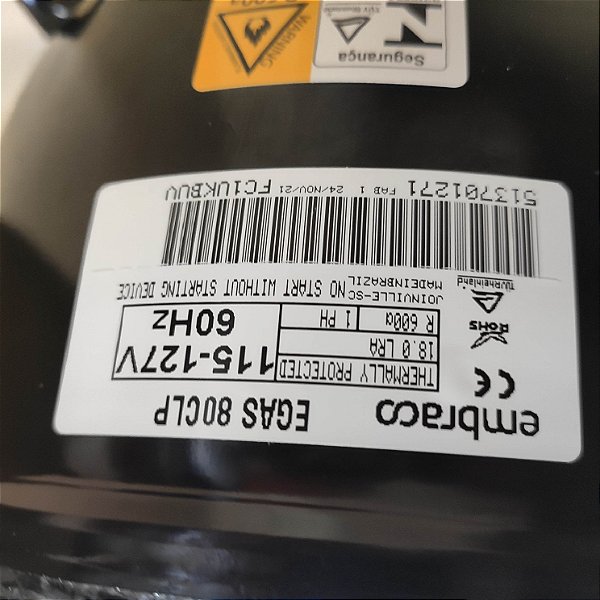 embraco EGAS 80CLP
CE
THERMALLY PROTECTED
18.0 LRA
R 600a 1 PH
115-127V
60Hz
RoHS
JOINVILLE-SC
MADEINBRAZIL
NO START WITHOUT STARTING DEVICE
TÜVRheinland
513701271 FAB 1 24/NOV/21 FC1UKBUV
Segurança
WARNING